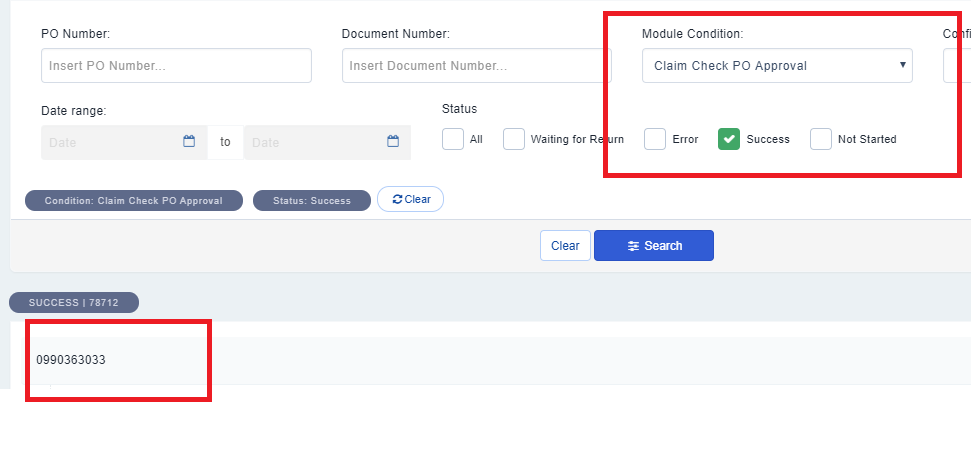 PO Number: Document Number: Module Condition:
Insert PO Number... Insert Document Number... Claim Check PO Approval
Date range: Status
Date to Date All Waiting for Return Error Success Not Started
Condition: Claim Check PO Approval Status: Success Clear
Clear Search
SUCCESS | 78712
0990363033